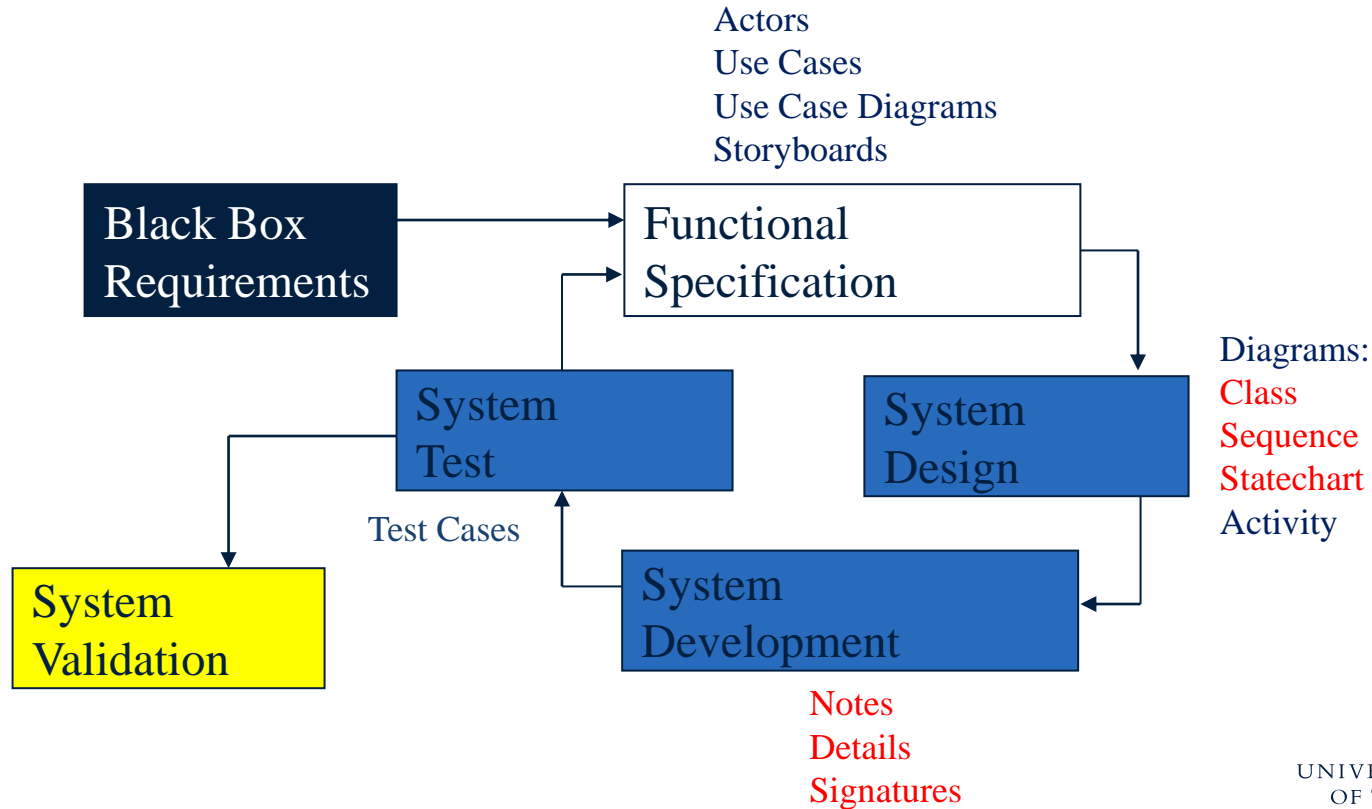 Actors
Use Cases
Use Case Diagrams
Storyboards
Black Box
Requirements
Functional
Specification
System
Test
System
Design
Diagrams:
Class
Sequence
Statechart
Activity
Test Cases
System
Development
System
Validation
Notes
Details
Signatures
OF